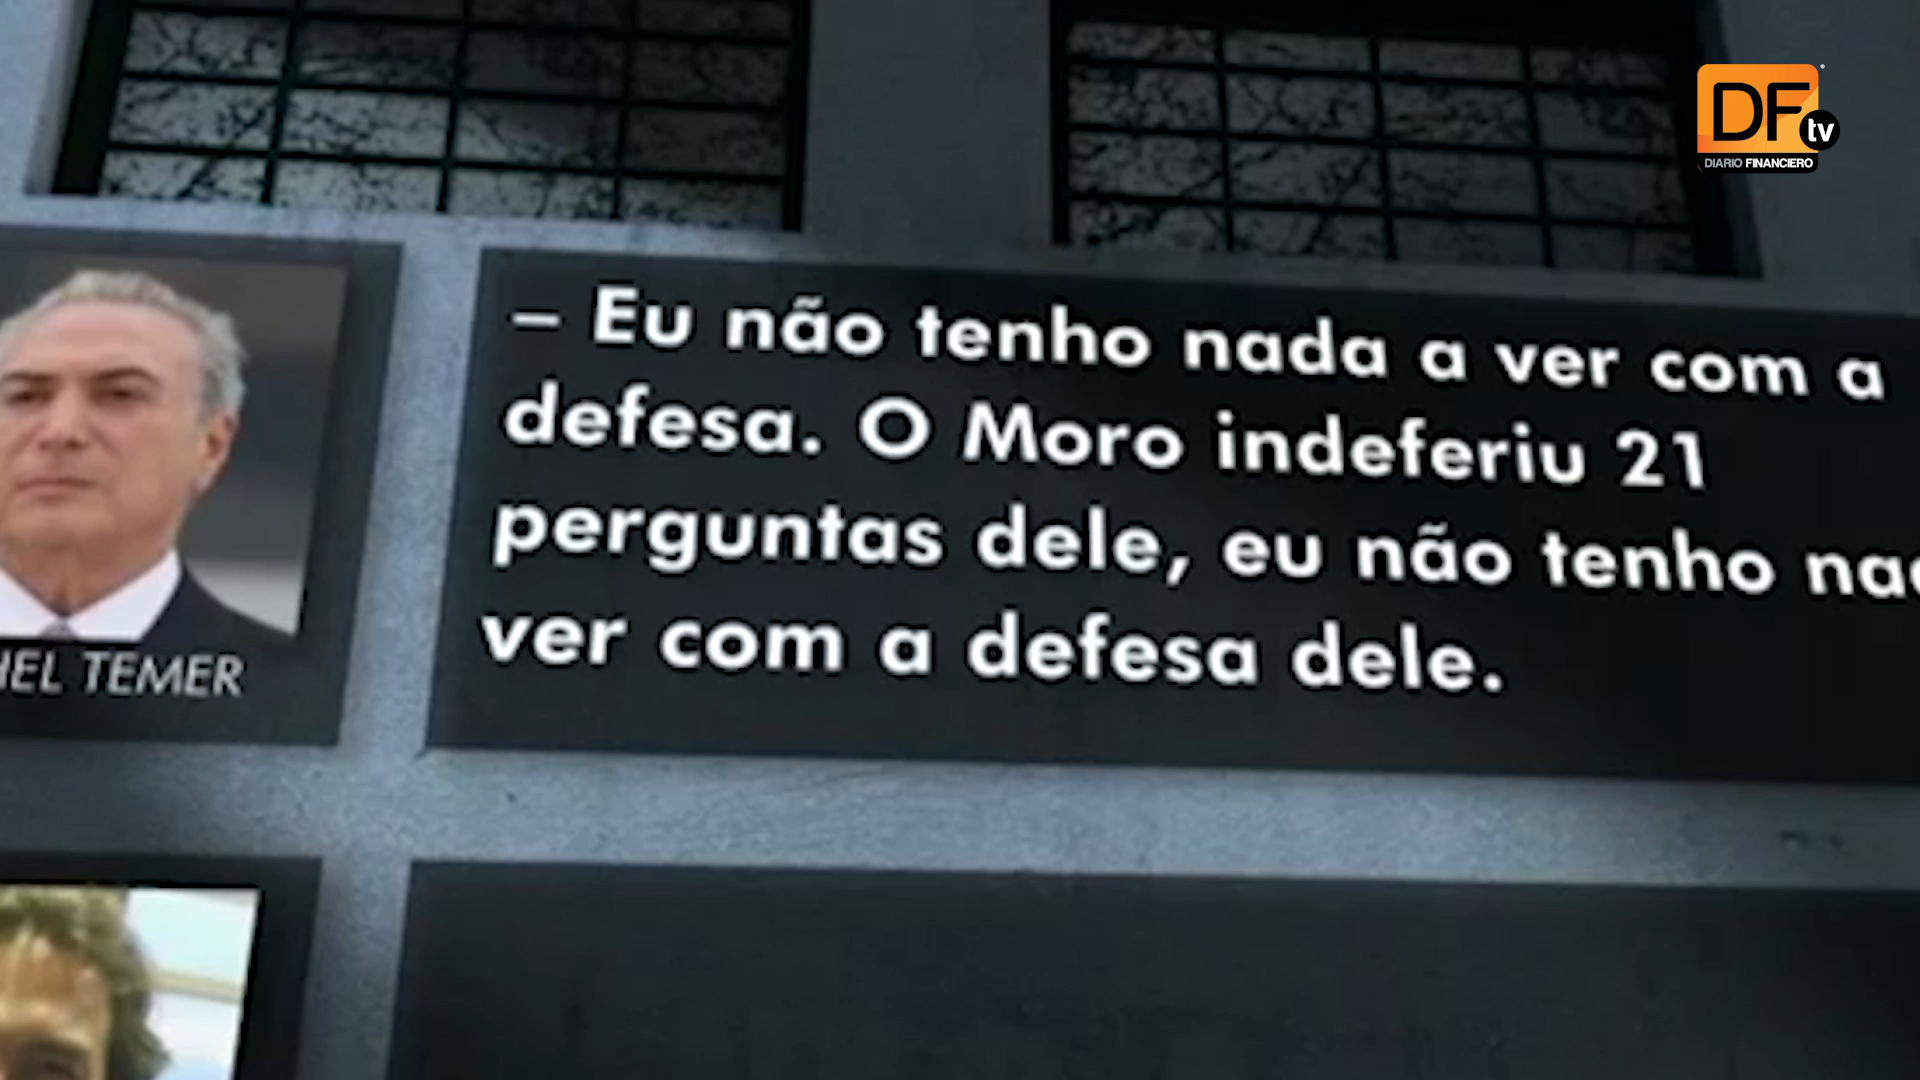 DF tv
DIARIO FINANCIERO
– Eu não tenho nada a ver com a
defesa. O Moro indeferiu 21
perguntas dele, eu não tenho
ver com a defesa dele.
TEMER